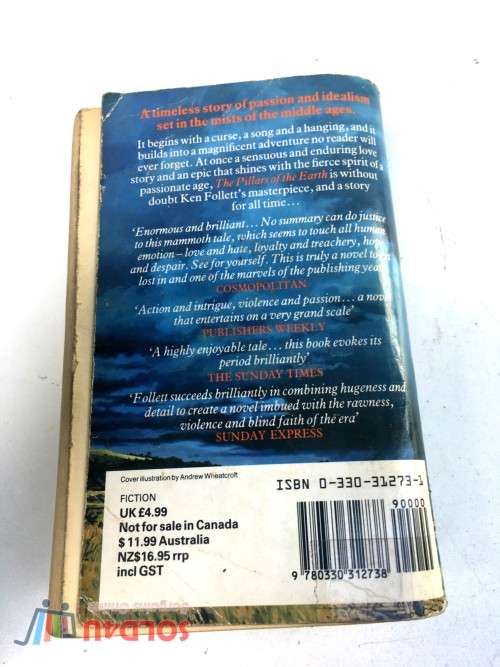 A timeless story of passion and idealism
set in the mists of the middle ages.
It begins with a curse, a song and a hanging, and it
builds into a magnificent adventure no reader will
ever forget. At once a sensuous and enduring love
story and an epic that shines with the fierce spirit of a
passionate age, The Pillars of the Earth is without
doubt Ken Follett's masterpiece, and a story
for all time...
'Enormous and brilliant... No summary can do justice
to this mammoth tale, which seems to touch all human
emotion – love and hate, loyalty and treachery, hope
and despair. See for yourself. This is truly a novel to
lost in and one of the marvels of the publishing year
COSMOPOLITAN
'Action and intrigue, violence and passion... a nove
that entertains on a very grand scale'
PUBLISHERS WEEKLY
'A highly enjoyable tale... this book evokes its
period brilliantly'
THE SUNDAY TIMES
'Follett succeeds brilliantly in combining hugeness and
detail to create a novel imbued with the rawness,
violence and blind faith of the era'
SUNDAY EXPRESS
Cover illustration by Andrew Wheatcroft
FICTION
UK £4.99
Not for sale in Canada
$ 11.99 Australia
NZ$16.95 rrp
incl GST
ISBN 0-330-31273-1
90000
9 780330 312738
SOLD4U